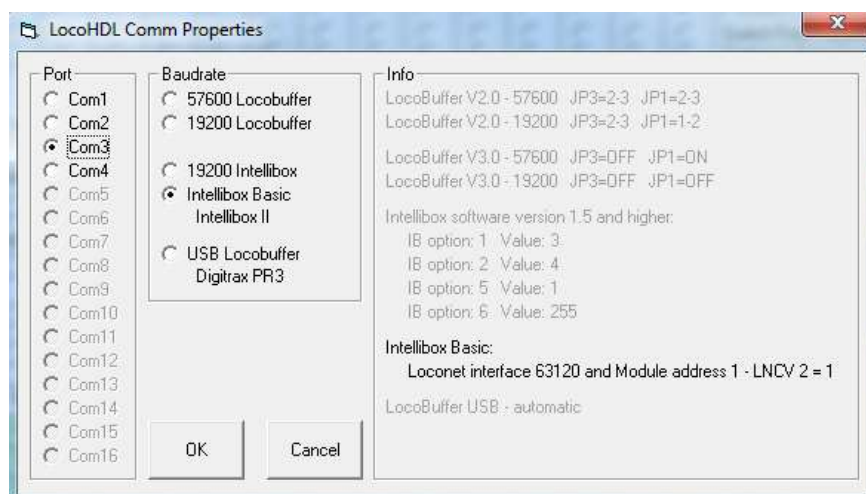 LocoHDL Comm Properties
Port
Com1
Com2
Com3
Com4
Com5
Com6
Com7
Com8
Com9
Com10
Com11
Com12
Com13
Com14
Com15
Com16
Baudrate
57600 Locobuffer
19200 Locobuffer
19200 Intellibox
Intellibox Basic
Intellibox II
USB Locobuffer
Digitrax PR3
OK
Cancel
Info
LocoBuffer V2.0 - 57600 JP3=2-3 JP1=2-3
LocoBuffer V2.0 - 19200 JP3=2-3 JP1=1-2
LocoBuffer V3.0 - 57600 JP3=OFF JP1=ON
LocoBuffer V3.0 - 19200 JP3=OFF JP1=OFF
Intellibox software version 1.5 and higher:
IB option: 1 Value: 3
IB option: 2 Value: 4
IB option: 5 Value: 1
IB option: 6 Value: 255
Intellibox Basic:
Loconet interface 63120 and Module address 1 - LNCV 2 = 1
LocoBuffer USB - automatic